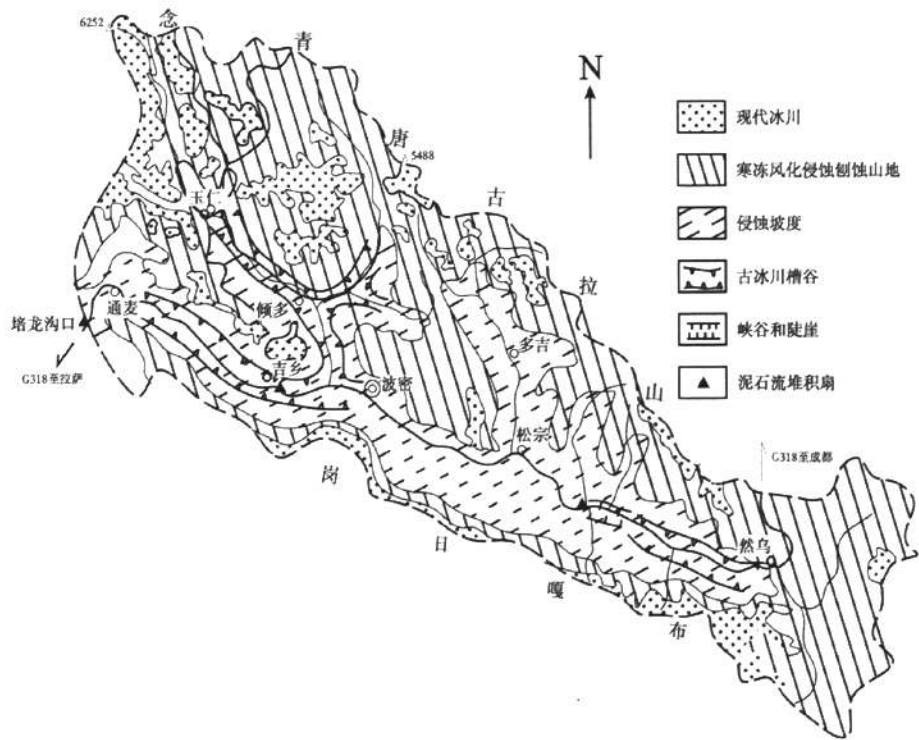 6252
念
青
唐
5488
古
拉
山
N
现代冰川
寒冻风化侵蚀刨蚀山地
侵蚀坡度
古冰川槽谷
峡谷和陡崖
泥石流堆积扇
玉仁
通麦
倾多
培龙沟口
G318至拉萨
吉乡
波密
多吉
松宗
G318至成都
然乌
岗
日
嘎
布